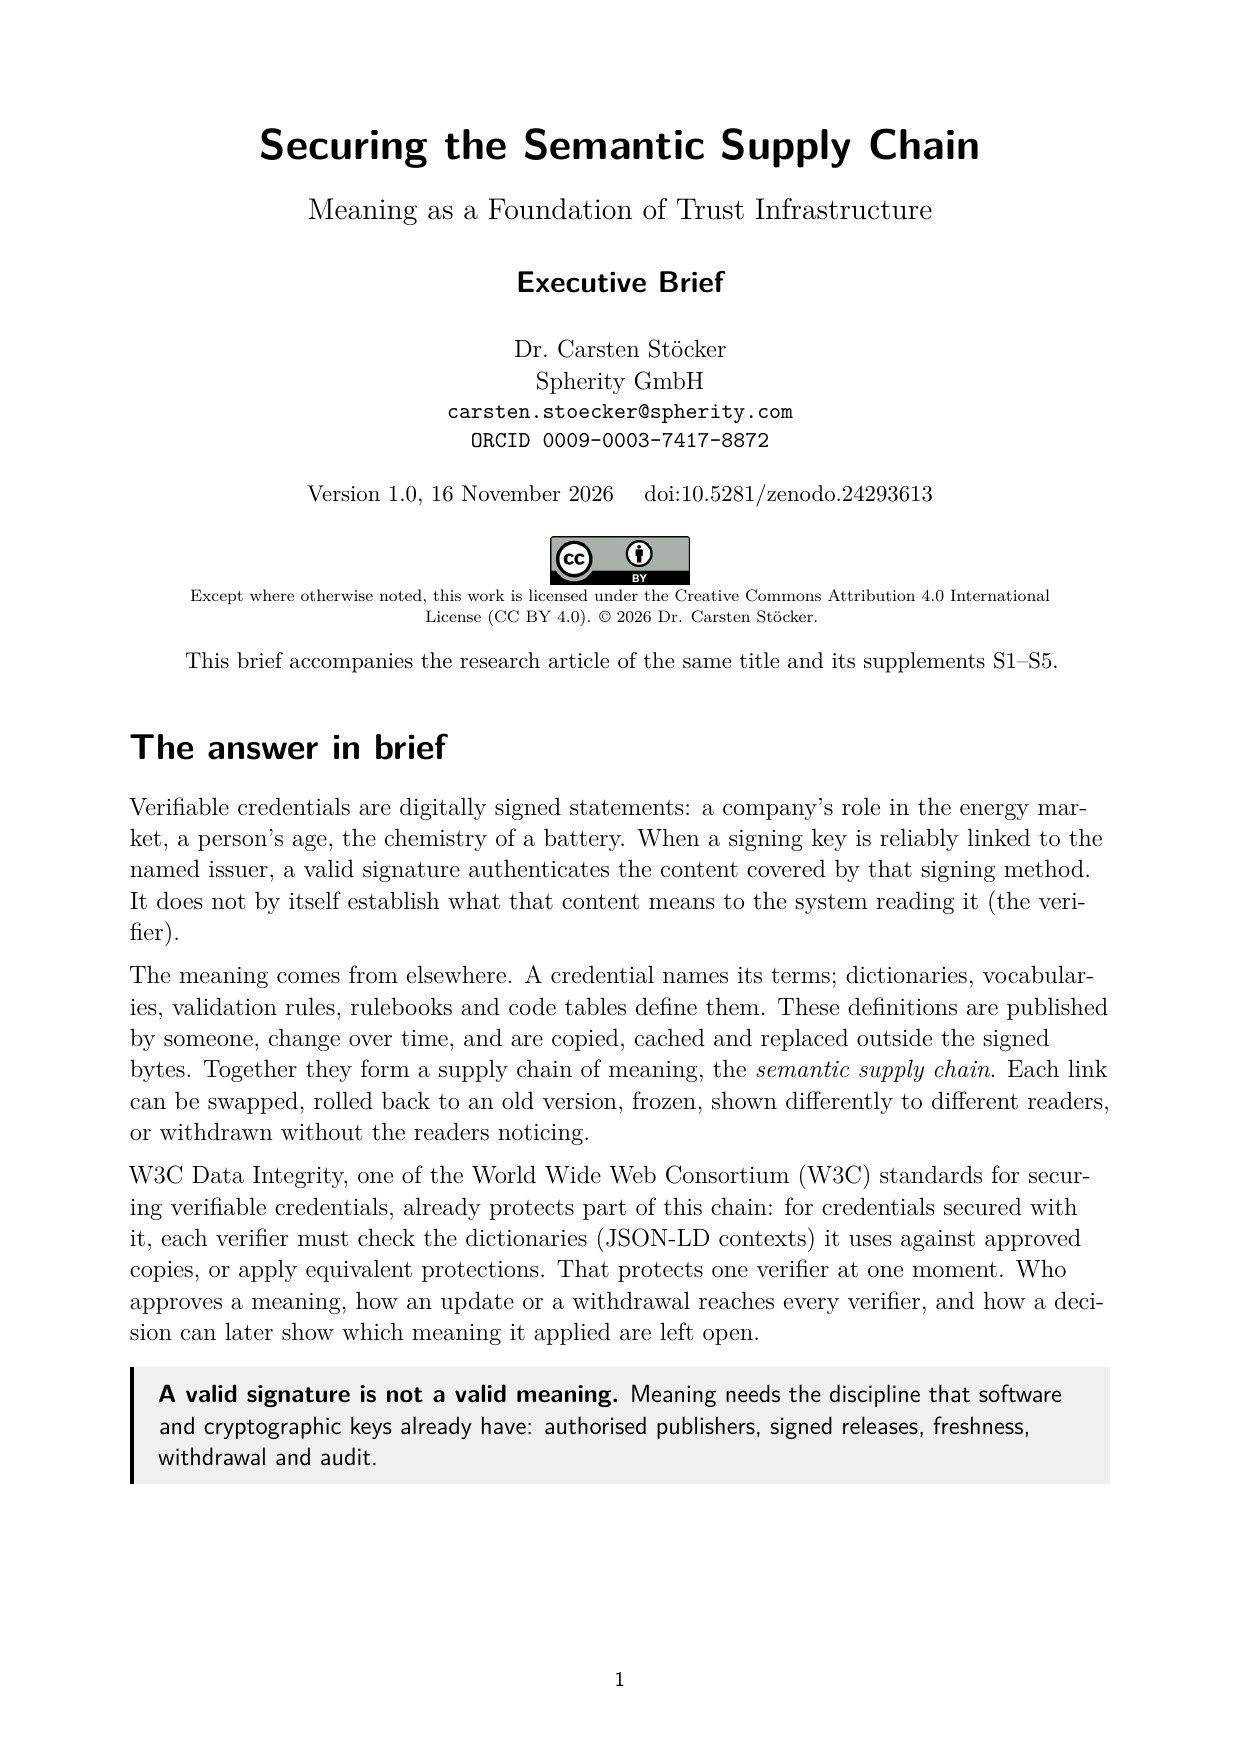 Securing the Semantic Supply Chain
Meaning as a Foundation of Trust Infrastructure
Executive Brief
Dr. Carsten Stöcker
Spherity GmbH
carsten.stoecker@spherity.com
ORCID 0009-0003-7417-8872
Version 1.0, 16 November 2026 doi:10.5281/zenodo.24293613
cc BY
Except where otherwise noted, this work is licensed under the Creative Commons Attribution 4.0 International
License (CC BY 4.0). © 2026 Dr. Carsten Stöcker.
This brief accompanies the research article of the same title and its supplements S1–S5.
The answer in brief
Verifiable credentials are digitally signed statements: a company's role in the energy mar-
ket, a person's age, the chemistry of a battery. When a signing key is reliably linked to the
named issuer, a valid signature authenticates the content covered by that signing method.
It does not by itself establish what that content means to the system reading it (the veri-
fier).
The meaning comes from elsewhere. A credential names its terms; dictionaries, vocabular-
ies, validation rules, rulebooks and code tables define them. These definitions are published
by someone, change over time, and are copied, cached and replaced outside the signed
bytes. Together they form a supply chain of meaning, the semantic supply chain. Each link
can be swapped, rolled back to an old version, frozen, shown differently to different readers,
or withdrawn without the readers noticing.
W3C Data Integrity, one of the World Wide Web Consortium (W3C) standards for secur-
ing verifiable credentials, already protects part of this chain: for credentials secured with
it, each verifier must check the dictionaries (JSON-LD contexts) it uses against approved
copies, or apply equivalent protections. That protects one verifier at one moment. Who
approves a meaning, how an update or a withdrawal reaches every verifier, and how a deci-
sion can later show which meaning it applied are left open.
A valid signature is not a valid meaning. Meaning needs the discipline that software
and cryptographic keys already have: authorised publishers, signed releases, freshness,
withdrawal and audit.
1